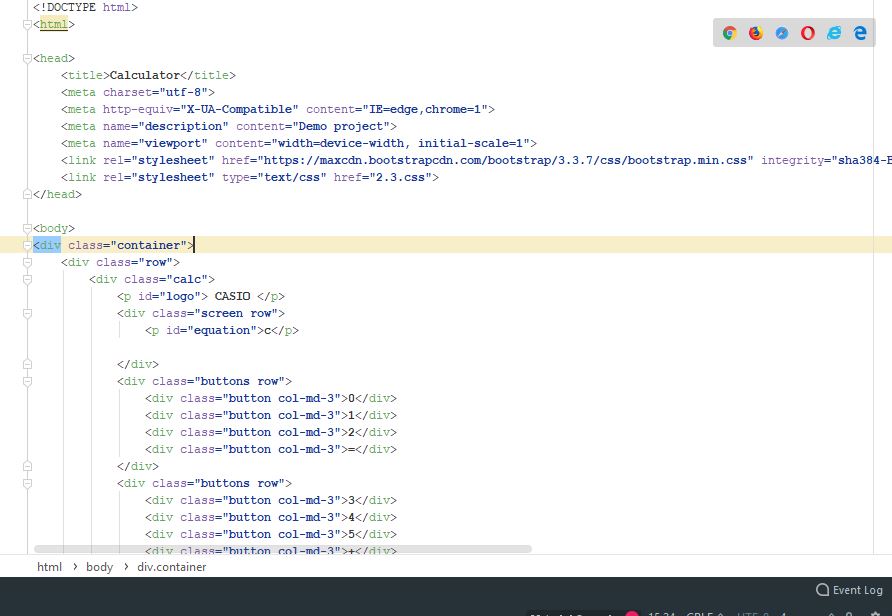 <!DOCTYPE html>
<html>
<head>
<title>Calculator</title>
<meta charset="utf-8">
<meta http-equiv="X-UA-Compatible" content="IE=edge,chrome=1">
<meta name="description" content="Demo project">
<meta name="viewport" content="width=device-width, initial-scale=1">
<link rel="stylesheet" href="https://maxcdn.bootstrapcdn.com/bootstrap/3.3.7/css/bootstrap.min.css" integrity="sha384-
<link rel="stylesheet" type="text/css" href="2.3.css">
</head>
<body>
<div class="container">
<div class="row">
<div class="calc">
<p id="logo"> CASIO </p>
<div class="screen row">
<p id="equation">c</p>
</div>
<div class="buttons row">
<div class="button col-md-3">0</div>
<div class="button col-md-3">1</div>
<div class="button col-md-3">2</div>
<div class="button col-md-3">=</div>
</div>
<div class="buttons row">
<div class="button col-md-3">3</div>
<div class="button col-md-3">4</div>
<div class="button col-md-3">5</div>
<div class="button col-md-3">+</div>
html > body > div.container
Event Log